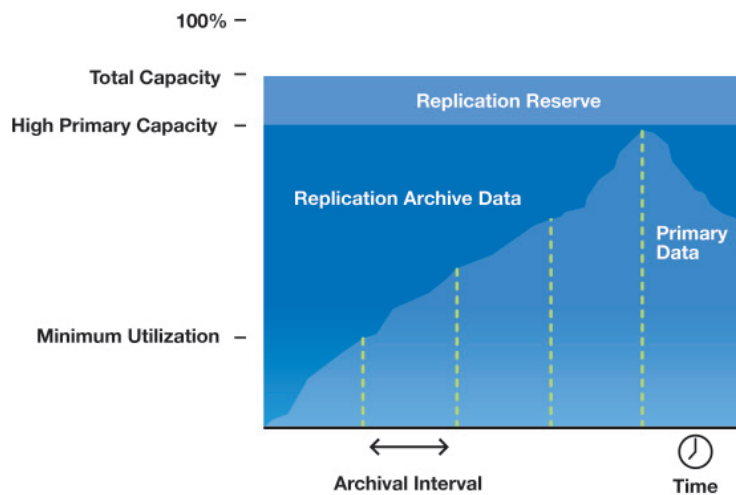 100%
Total Capacity
Replication Reserve
High Primary Capacity
Replication Archive Data
Primary
Data
Minimum Utilization
Archival Interval
Time